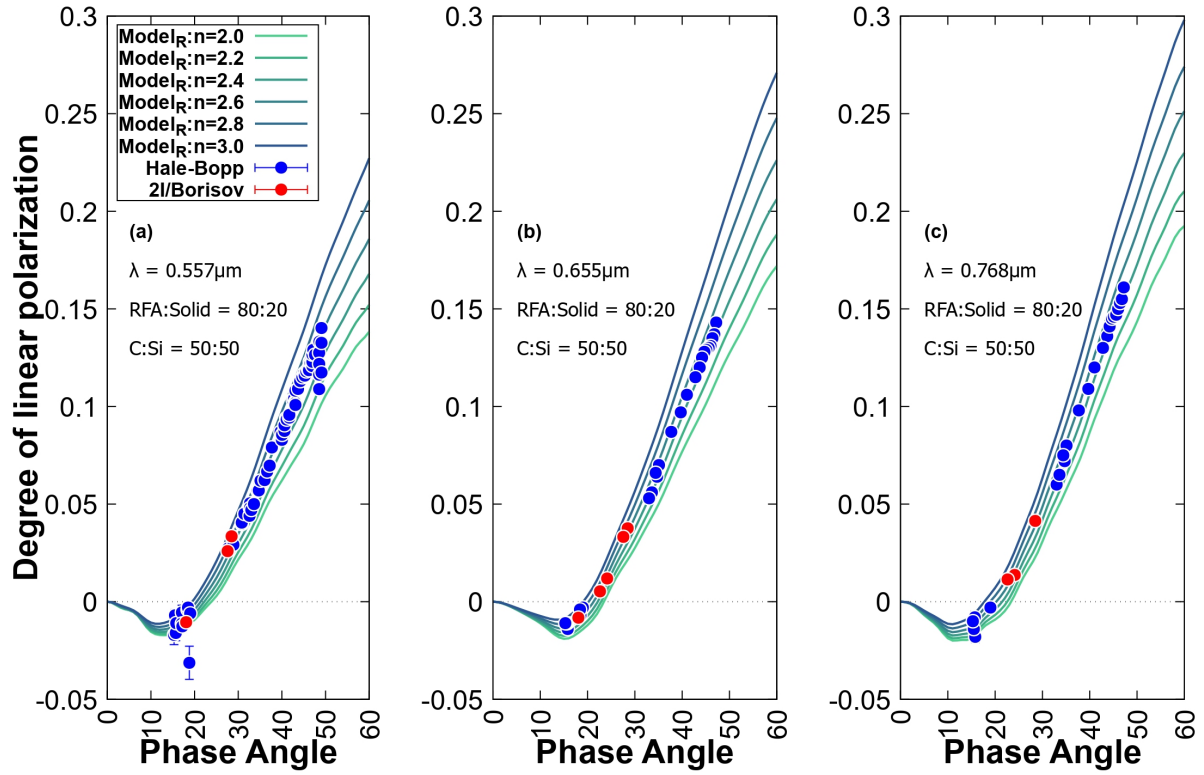 Degree of linear polarization
0.3
0.25
0.2
0.15
0.1
0.05
0
-0.05
0 10 20 30 40 50 60
Phase Angle
Model_R:n=2.0
Model_R:n=2.2
Model_R:n=2.4
Model_R:n=2.6
Model_R:n=2.8
Model_R:n=3.0
Hale-Bopp
2I/Borisov
(a)
λ = 0.557μm
RFA:Solid = 80:20
C:Si = 50:50
0.3
0.25
0.2
0.15
0.1
0.05
0
-0.05
0 10 20 30 40 50 60
Phase Angle
(b)
λ = 0.655μm
RFA:Solid = 80:20
C:Si = 50:50
0.3
0.25
0.2
0.15
0.1
0.05
0
-0.05
0 10 20 30 40 50 60
Phase Angle
(c)
λ = 0.768μm
RFA:Solid = 80:20
C:Si = 50:50